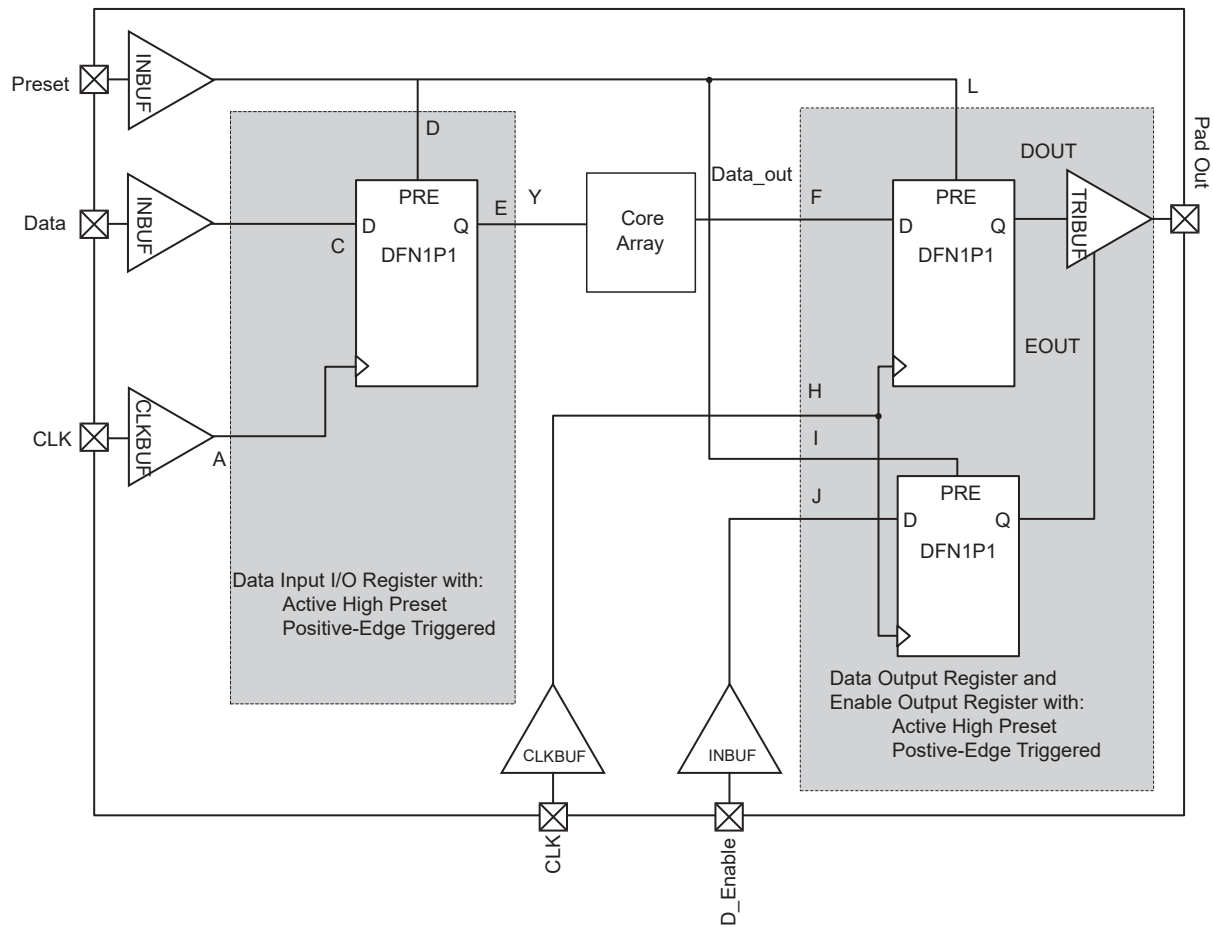 Preset
INBUF
L
D
Pad Out
DOUT
Data
INBUF
PRE
D
Q
DFN1P1
C
E
Y
Core
Array
Data_out
F
PRE
D
Q
DFN1P1
TRIBUF
EOUT
CLK
CLKBUF
A
H
I
J
PRE
D
Q
DFN1P1
Data Input I/O Register with:
Active High Preset
Positive-Edge Triggered
Data Output Register and
Enable Output Register with:
Active High Preset
Postive-Edge Triggered
CLKBUF
INBUF
CLK
D_Enable